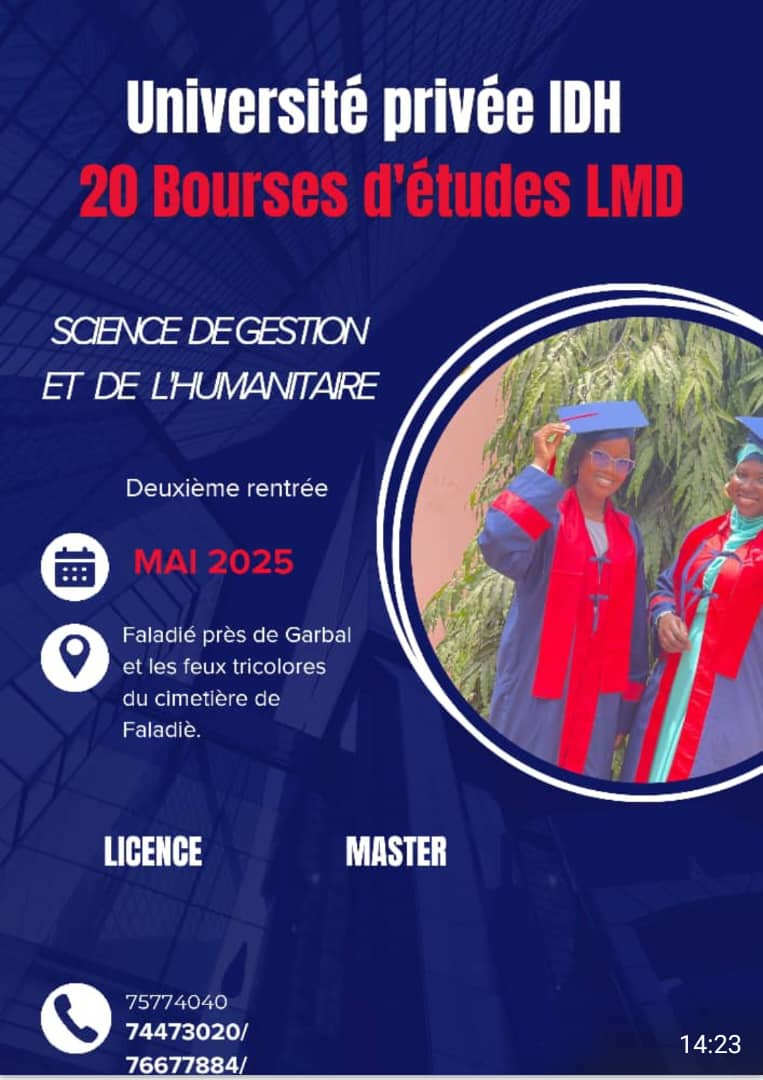 Université privée IDH
20 Bourses d'études LMD
SCIENCE DE GESTION
ET DE L'HUMANITAIRE
Deuxième rentrée
MAI 2025
Faladié près de Garbal
et les feux tricolores
du cimetière de
Faladiè.
LICENCE MASTER
75774040
74473020/
76677884/
14:23